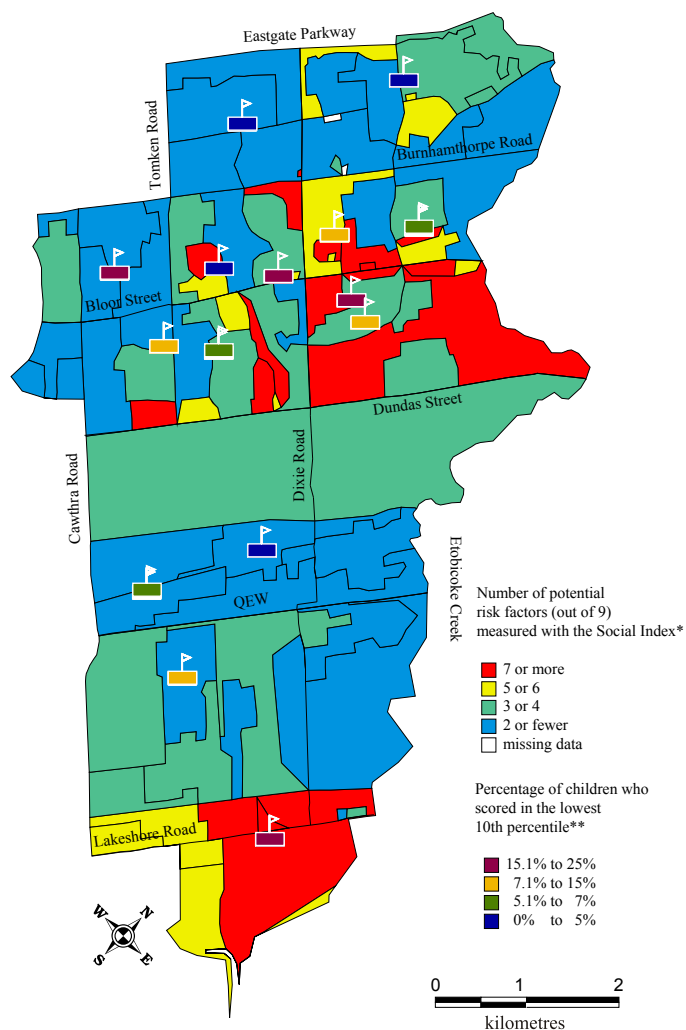 Eastgate Parkway
Tomken Road
Burnhamthorpe Road
Bloor Street
Dundas Street
Cawthra Road
Dixie Road
Etobicoke Creek
QEW
Lakeshore Road
Number of potential
risk factors (out of 9)
measured with the Social Index*
7 or more
5 or 6
3 or 4
2 or fewer
missing data
Percentage of children who
scored in the lowest
10th percentile**
15.1% to 25%
7.1% to 15%
5.1% to 7%
0% to 5%
W N
S E
0 1 2
kilometres